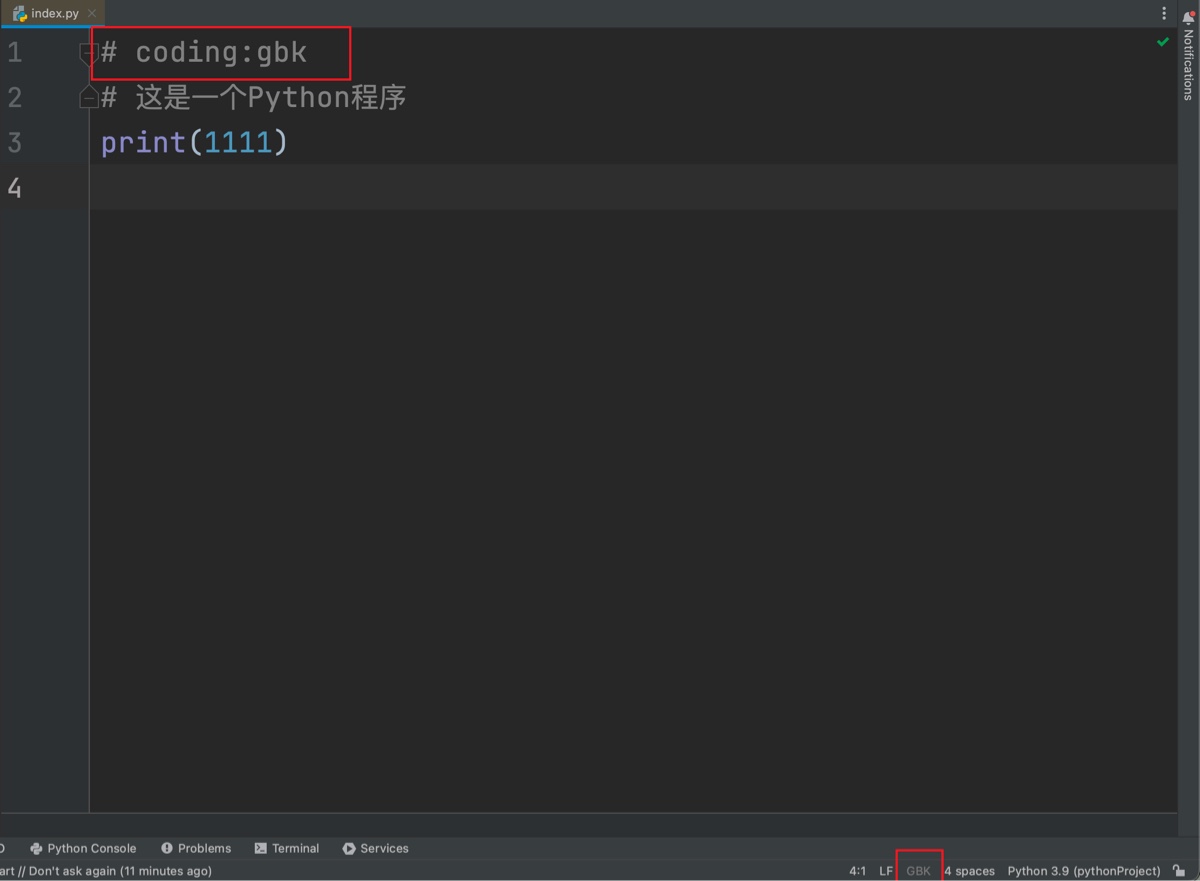 index.py
1 # coding:gbk
2 # 这是一个Python程序
3 print(1111)
4
Notifications
Python Console Problems Terminal Services
art // Don't ask again (11 minutes ago) 4:1 LF GBK 4 spaces Python 3.9 (pythonProject)